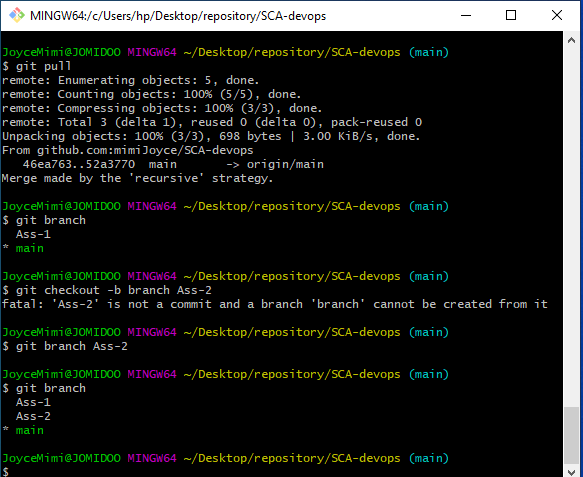 MINGW64:/c/Users/hp/Desktop/repository/SCA-devops
JoyceMimi@JOMIDOO MINGW64 ~/Desktop/repository/SCA-devops (main)
$ git pull
remote: Enumerating objects: 5, done.
remote: Counting objects: 100% (5/5), done.
remote: Compressing objects: 100% (3/3), done.
remote: Total 3 (delta 1), reused 0 (delta 0), pack-reused 0
Unpacking objects: 100% (3/3), 698 bytes | 3.00 KiB/s, done.
From github.com:mimiJoyce/SCA-devops
   46ea763..52a3770  main       -> origin/main
Merge made by the 'recursive' strategy.
JoyceMimi@JOMIDOO MINGW64 ~/Desktop/repository/SCA-devops (main)
$ git branch
  Ass-1
* main
JoyceMimi@JOMIDOO MINGW64 ~/Desktop/repository/SCA-devops (main)
$ git checkout -b branch Ass-2
fatal: 'Ass-2' is not a commit and a branch 'branch' cannot be created from it
JoyceMimi@JOMIDOO MINGW64 ~/Desktop/repository/SCA-devops (main)
$ git branch Ass-2
JoyceMimi@JOMIDOO MINGW64 ~/Desktop/repository/SCA-devops (main)
$ git branch
  Ass-1
  Ass-2
* main
JoyceMimi@JOMIDOO MINGW64 ~/Desktop/repository/SCA-devops (main)
$